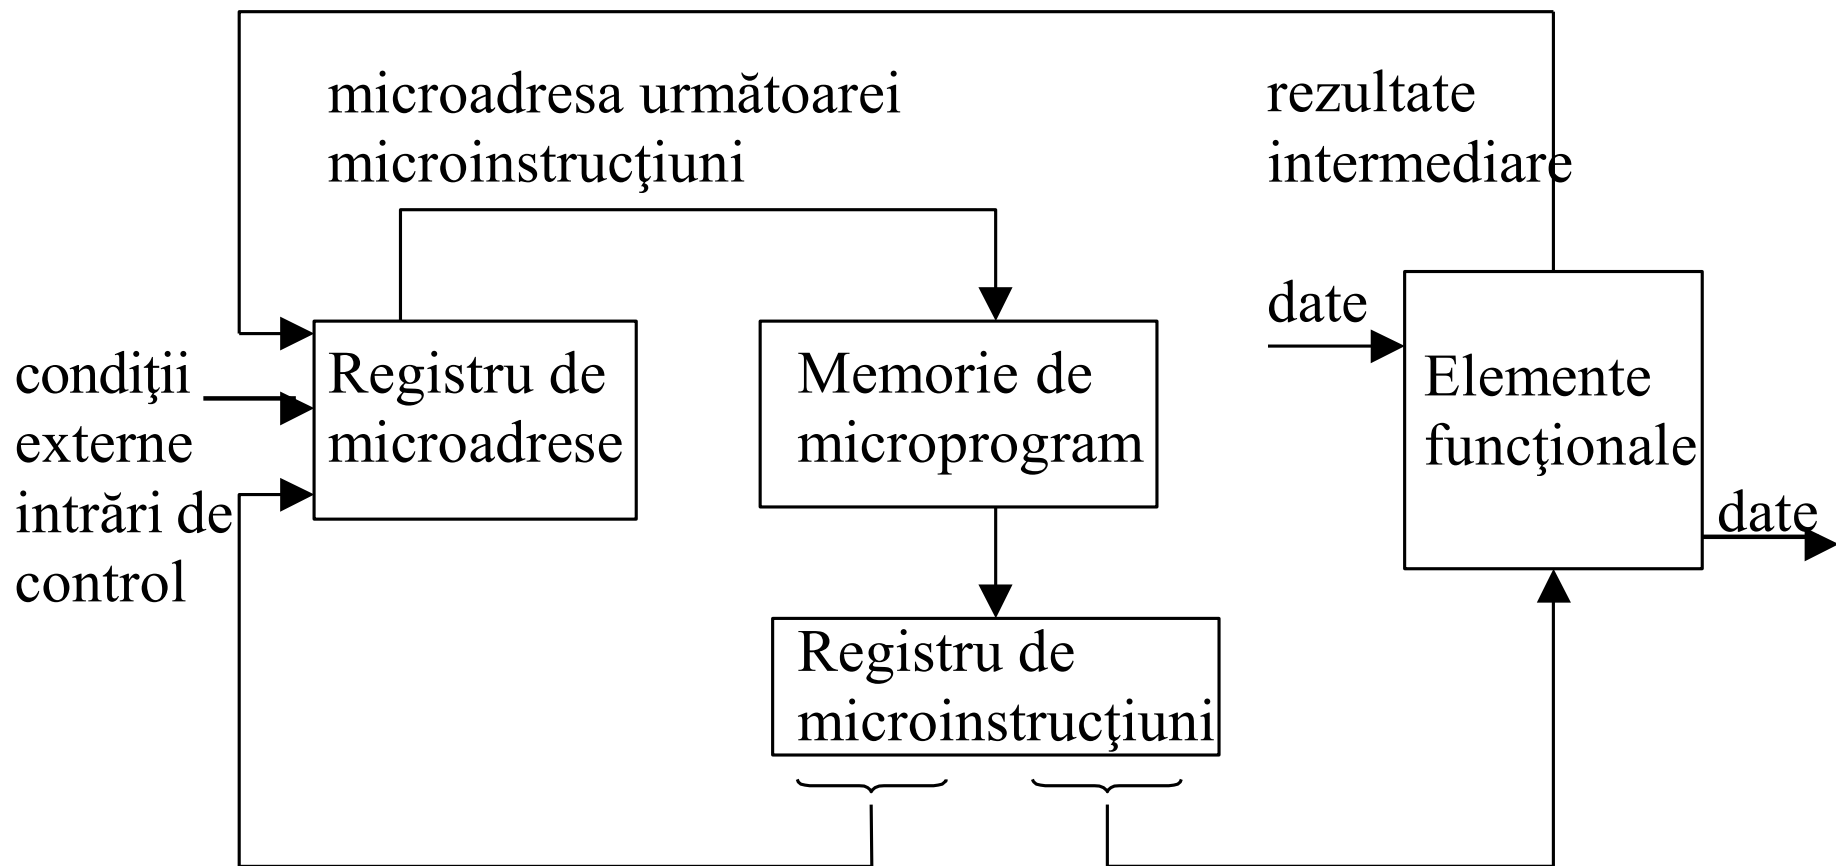 microadresa următoarei
microinstrucţiuni
rezultate
intermediare
condiţii
externe
intrări de
control
Registru de
microadrese
Memorie de
microprogram
date
Elemente
funcţionale
date
Registru de
microinstrucţiuni